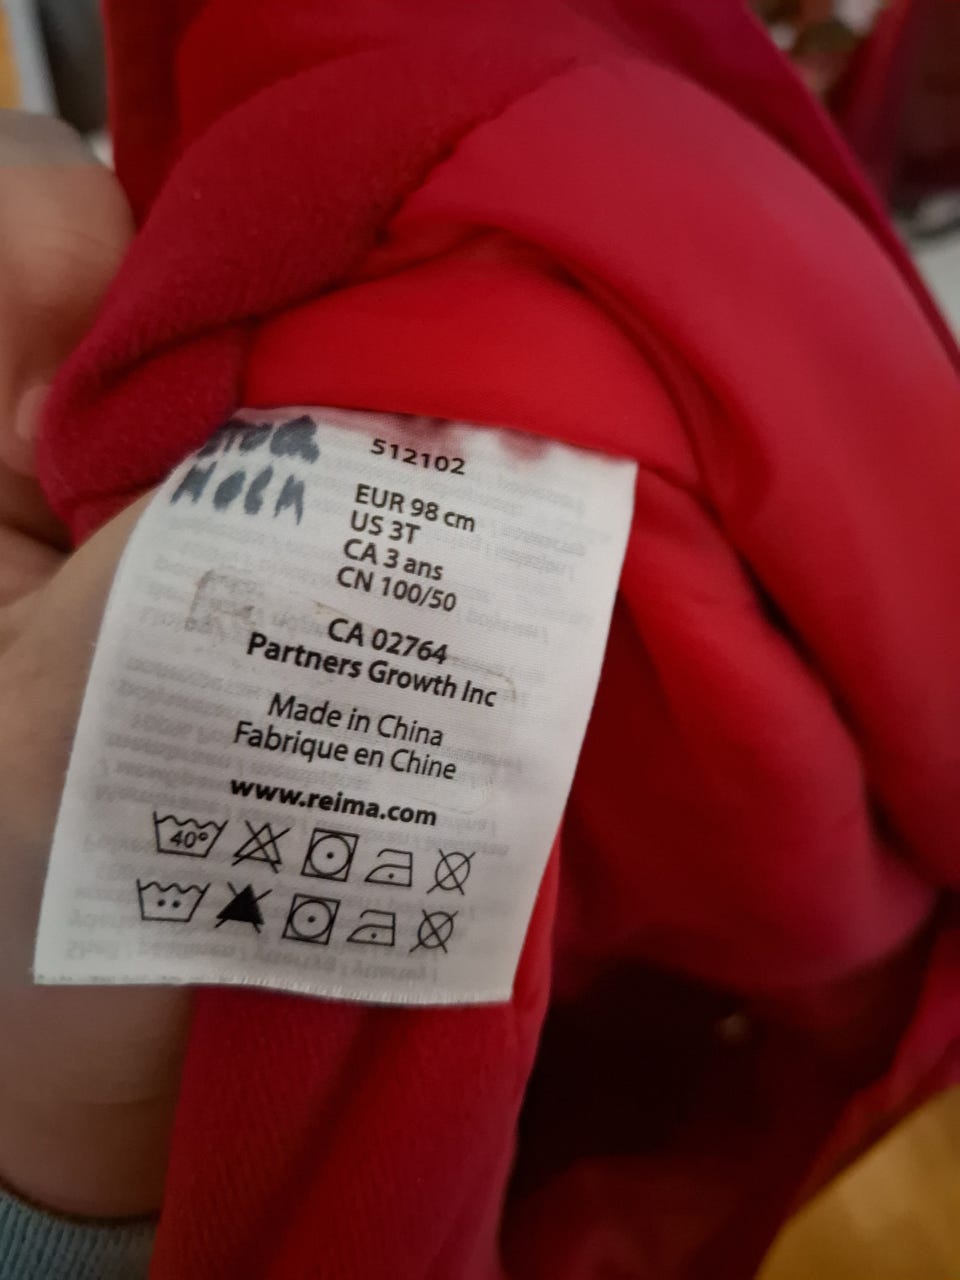 512102
EUR 98 cm
US 3T
CA 3 ans
CN 100/50
CA 02764
Partners Growth Inc
Made in China
Fabrique en Chine
www.reima.com
40°